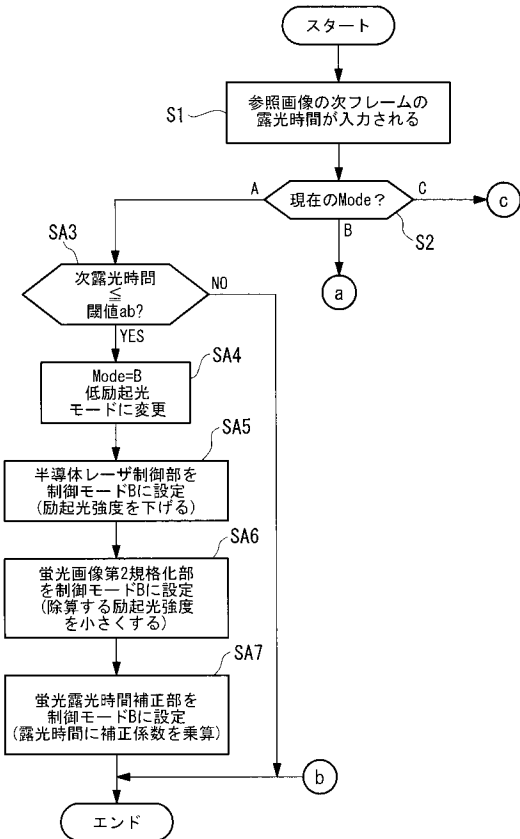 スタート
S1
参照画像の次フレームの
露光時間が入力される
A
現在のMode?
C
c
S2
B
a
SA3
次露光時間
≦
閾値ab?
NO
YES
SA4
Mode=B
低励起光
モードに変更
SA5
半導体レーザ制御部を
制御モードBに設定
(励起光強度を下げる)
SA6
蛍光画像第2規格化部
を制御モードBに設定
(除算する励起光強度
を小さくする)
SA7
蛍光露光時間補正部を
制御モードBに設定
(露光時間に補正係数を乗算)
b
エンド